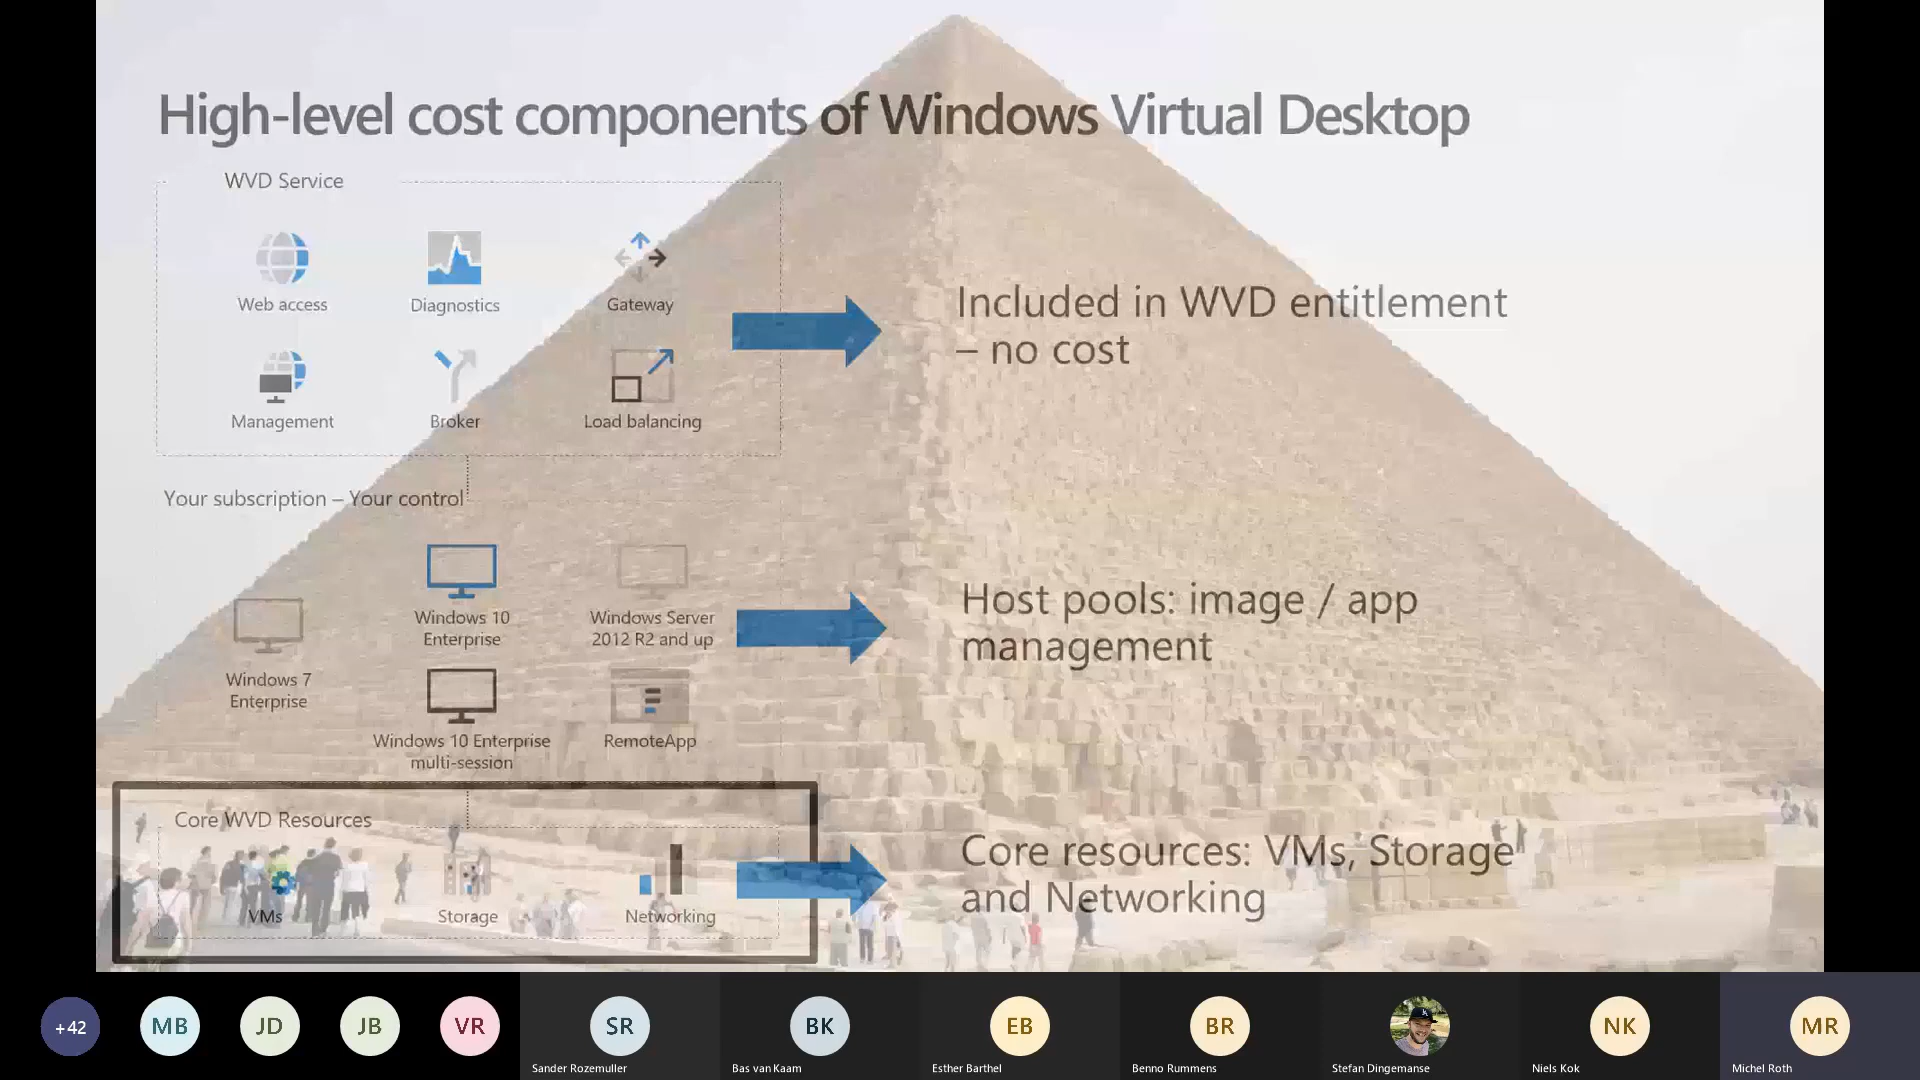 High-level cost components of Windows Virtual Desktop
WVD Service
Web access
Diagnostics
Gateway
Management
Broker
Load balancing
Included in WVD entitlement
– no cost
Your subscription – Your control
Windows 7
Enterprise
Windows 10
Enterprise
Windows Server
2012 R2 and up
Windows 10 Enterprise
multi-session
RemoteApp
Host pools: image / app
management
Core WVD Resources
VMs
Storage
Networking
Core resources: VMs, Storage
and Networking
+42
MB
JD
JB
VR
SR
Sander Rozemuller
BK
Bas van Kaam
EB
Esther Barthel
BR
Benno Rummens
Stefan Dingemanse
NK
Niels Kok
MR
Michel Roth